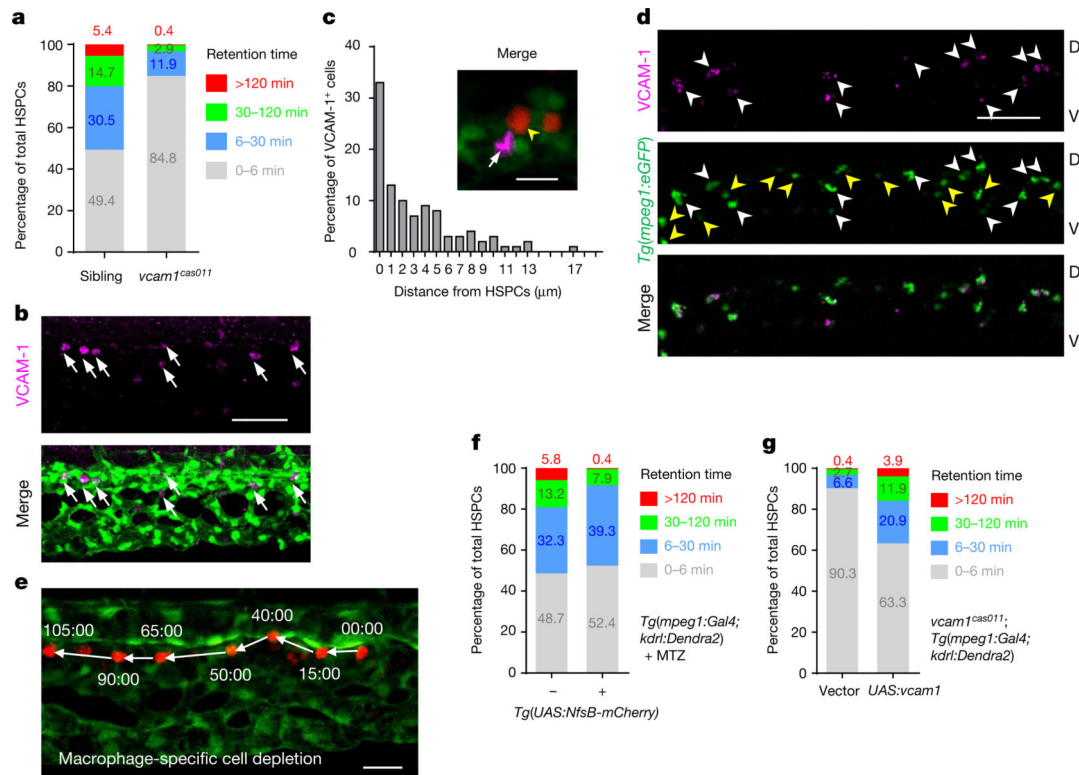 a
5.4
0.4
100
80
60
40
20
0
Percentage of total HSPCs
2.9
11.9
14.7
30.5
84.8
49.4
Sibling
vcam1cas011
Retention time
>120 min
30–120 min
6–30 min
0–6 min
b
VCAM-1
Merge
c
50
40
30
20
10
0
Percentage of VCAM-1+ cells
Merge
0 1 2 3 4 5 6 7 8 9 11 13 17
Distance from HSPCs (μm)
d
VCAM-1
Tg(mpeg1:eGFP)
Merge
D
V
D
V
D
V
e
105:00
65:00
40:00
00:00
90:00
50:00
15:00
Macrophage-specific cell depletion
f
5.8
0.4
100
80
60
40
20
0
Percentage of total HSPCs
13.2
7.9
32.3
39.3
48.7
52.4
–
+
Tg(UAS:NfsB-mCherry)
Retention time
>120 min
30–120 min
6–30 min
0–6 min
Tg(mpeg1:Gal4;
kdrl:Dendra2)
+ MTZ
g
0.4
3.9
100
80
60
40
20
0
Percentage of total HSPCs
2.7
6.6
11.9
20.9
90.3
63.3
Vector
UAS:vcam1
Retention time
>120 min
30–120 min
6–30 min
0–6 min
vcam1cas011;
Tg(mpeg1:Gal4;
kdrl:Dendra2)